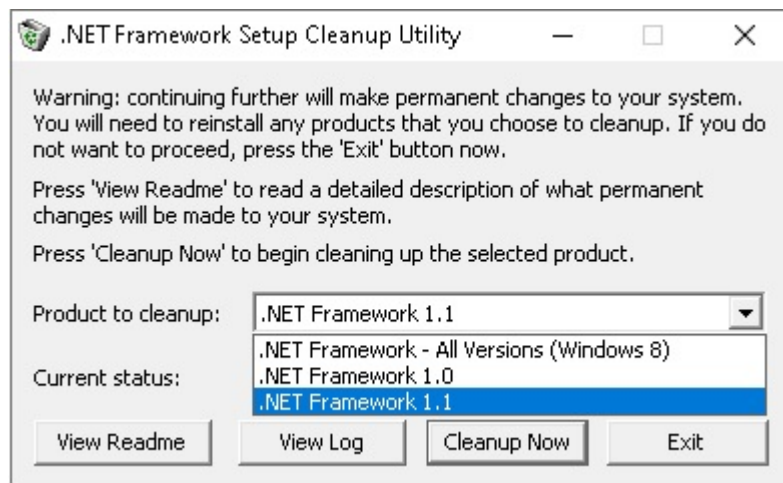 .NET Framework Setup Cleanup Utility
Warning: continuing further will make permanent changes to your system.
You will need to reinstall any products that you choose to cleanup. If you do
not want to proceed, press the 'Exit' button now.
Press 'View Readme' to read a detailed description of what permanent
changes will be made to your system.
Press 'Cleanup Now' to begin cleaning up the selected product.
Product to cleanup: .NET Framework 1.1
.NET Framework - All Versions (Windows 8)
Current status: .NET Framework 1.0
.NET Framework 1.1
View Readme View Log Cleanup Now Exit